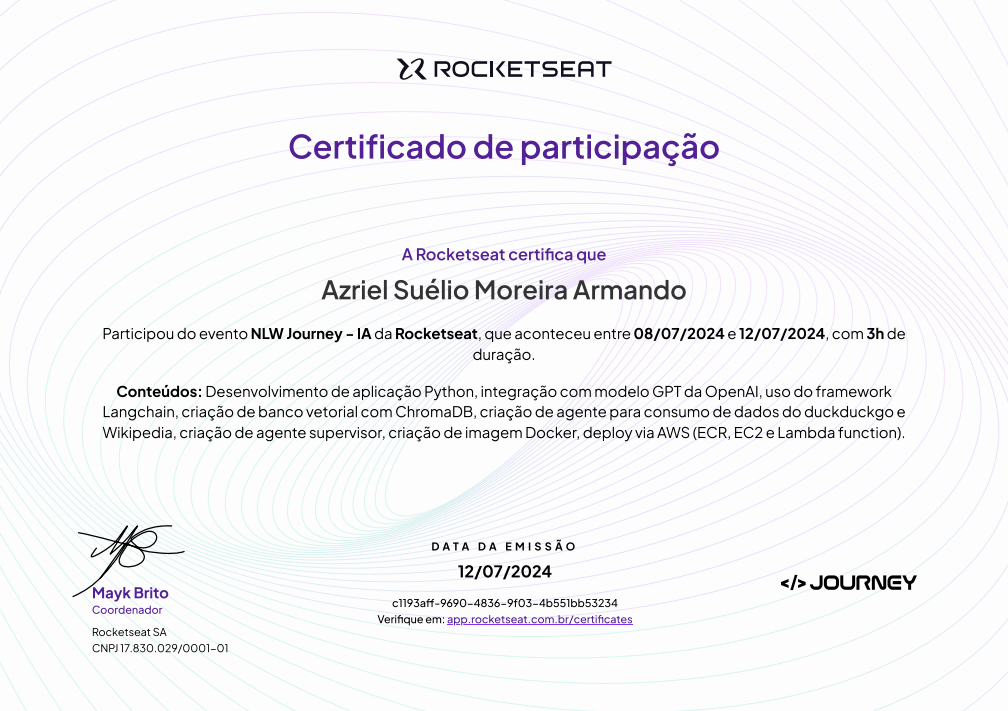 ROCKETSEAT
Certificado de participação
A Rocketseat certifica que
Azriel Suélio Moreira Armando
Participou do evento NLW Journey - IA da Rocketseat, que aconteceu entre 08/07/2024 e 12/07/2024, com 3h de
duração.
Conteúdos: Desenvolvimento de aplicação Python, integração com modelo GPT da OpenAI, uso do framework
Langchain, criação de banco vetorial com ChromaDB, criação de agente para consumo de dados do duckduckgo e
Wikipedia, criação de agente supervisor, criação de imagem Docker, deploy via AWS (ECR, EC2 e Lambda function).
Mayk Brito
Coordenador
Rocketseat SA
CNPJ 17.830.029/0001-01
DATA DA EMISSÃO
12/07/2024
c1193aff-9690-4836-9f03-4b551bb53234
Verifique em: app.rocketseat.com.br/certificates
</> JOURNEY